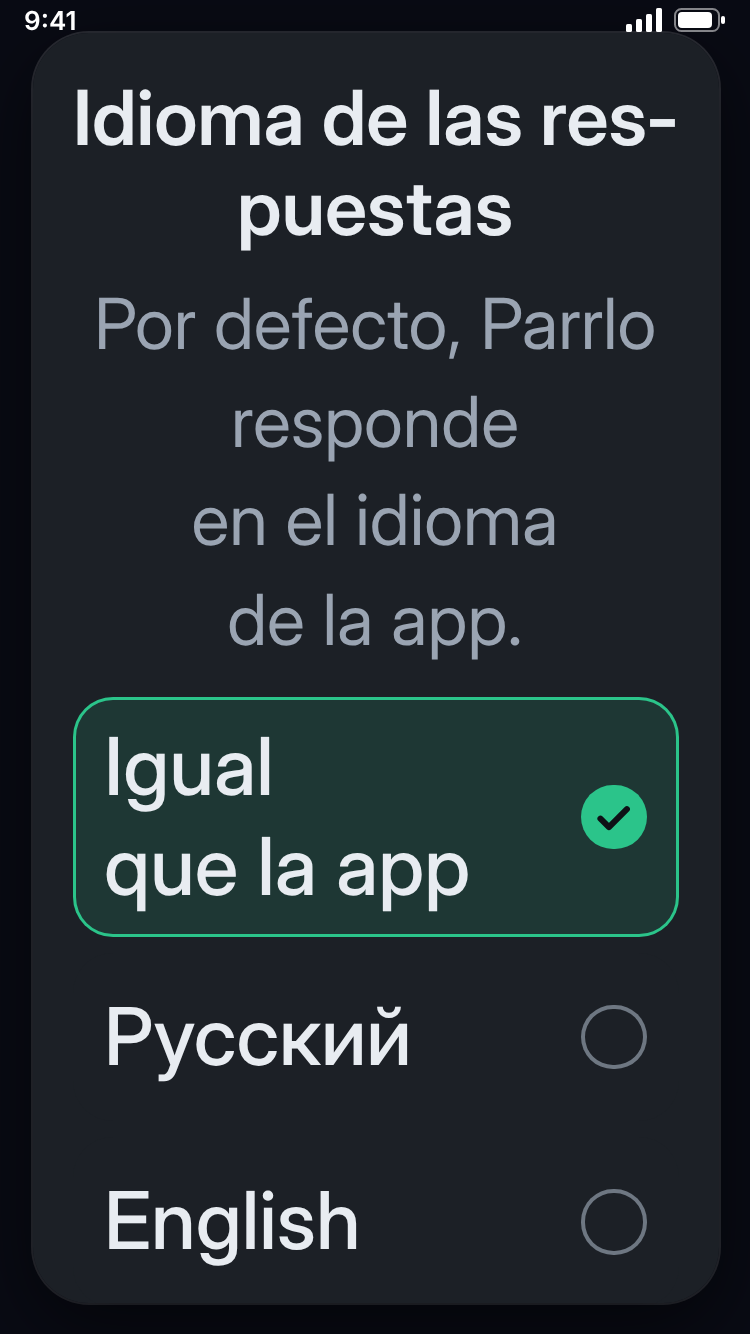 9:41
Idioma de las res-
puestas
Por defecto, Parrlo
responde
en el idioma
de la app.
Igual
que la app
Русский
English